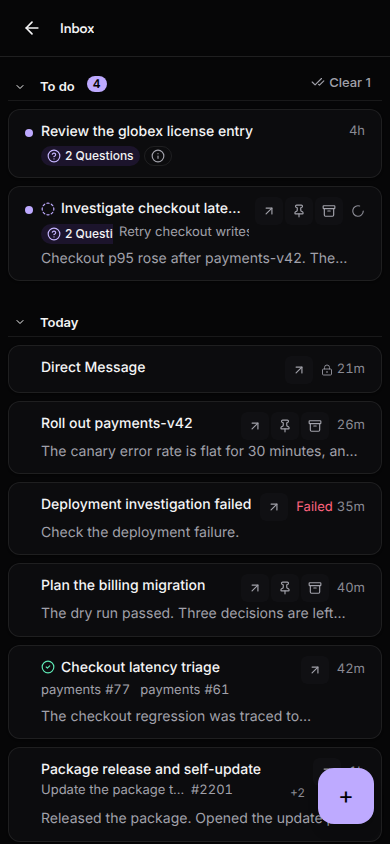 Inbox
To do 4 Clear 1
Review the globex license entry 4h
2 Questions
Investigate checkout late...
2 Questi Retry checkout writes
Checkout p95 rose after payments-v42. The...
Today
Direct Message 21m
Roll out payments-v42 26m
The canary error rate is flat for 30 minutes, an...
Deployment investigation failed Failed 35m
Check the deployment failure.
Plan the billing migration 40m
The dry run passed. Three decisions are left...
Checkout latency triage 42m
payments #77 payments #61
The checkout regression was traced to...
Package release and self-update
Update the package t... #2201 +2
Released the package. Opened the update